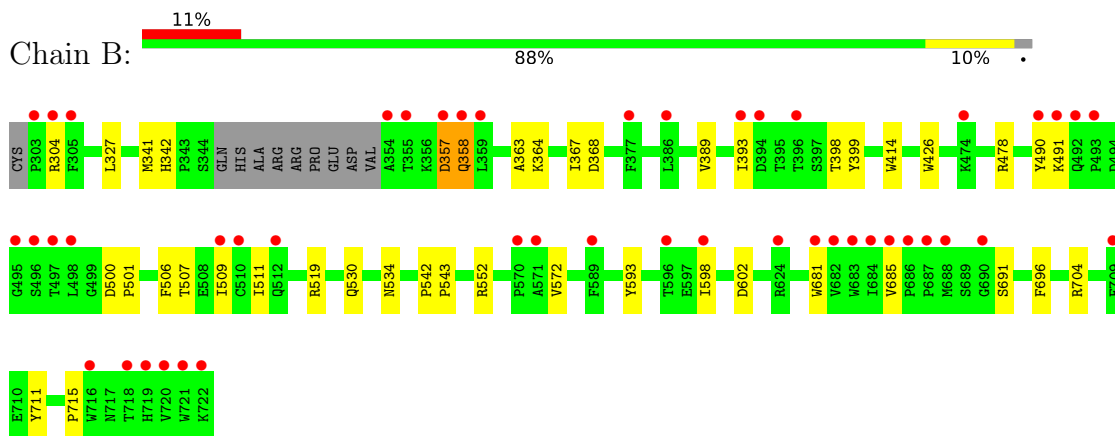 11%
Chain B:
88% 10% •
CYS P303 R304 F305 L327 M341 H342 P343 S344 GLN HIS ALA ARG ARG PRO GLU ASP VAL A354 T355 K356 D357 Q358 L359 A363 K364 I367 D368 F377 L386 V389 I393 D394 T395 T396 S397 T398 Y399 W414 W426 K474 R478 Y490 K491 Q492 P493 D494
G495 S496 T497 L498 G499 D500 P501 F506 T507 E508 I509 C510 I511 Q512 R519 Q530 N534 P542 P543 R552 P570 A571 V572 F589 Y593 T596 E597 I598 D602 R624 W681 V682 W683 I684 V685 P686 P687 M688 S689 G690 S691 F696 R704
E710 Y711 P715 W716 N717 T718 H719 V720 W721 K722